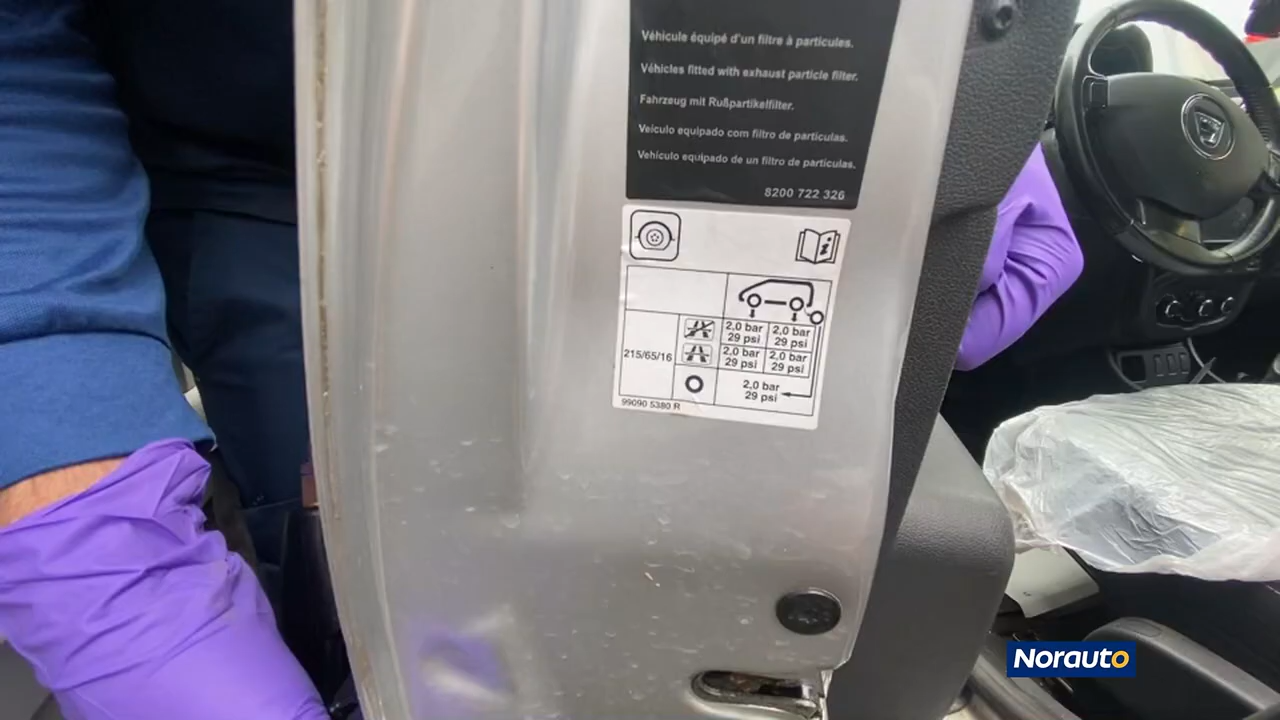 Véhicule équipé d'un filtre à particules.
Véhicles fitted with exhaust particle filter.
Fahrzeug mit Rußpartikelfilter.
Veículo equipado com filtro de partículas.
Vehículo equipado de un filtro de partículas.
8200 722 326
2,0 bar 2,0 bar
29 psi 29 psi
215/65/16
2,0 bar 2,0 bar
29 psi 29 psi
2,0 bar
29 psi
99090 5380 R
Norauto